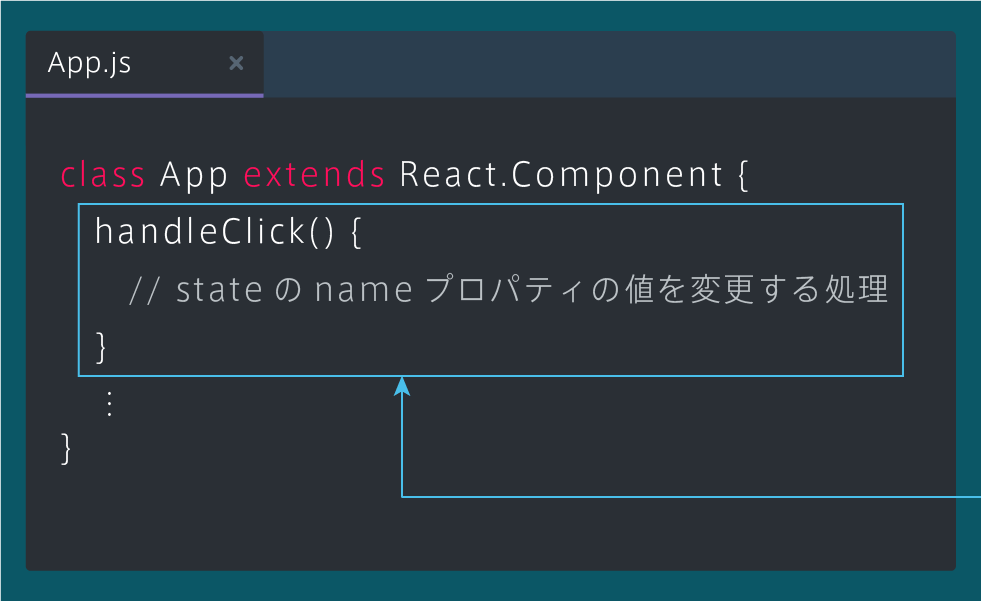 App.js ×
class App extends React.Component {
handleClick() {
// state の name プロパティの値を変更する処理
}
⋮
}